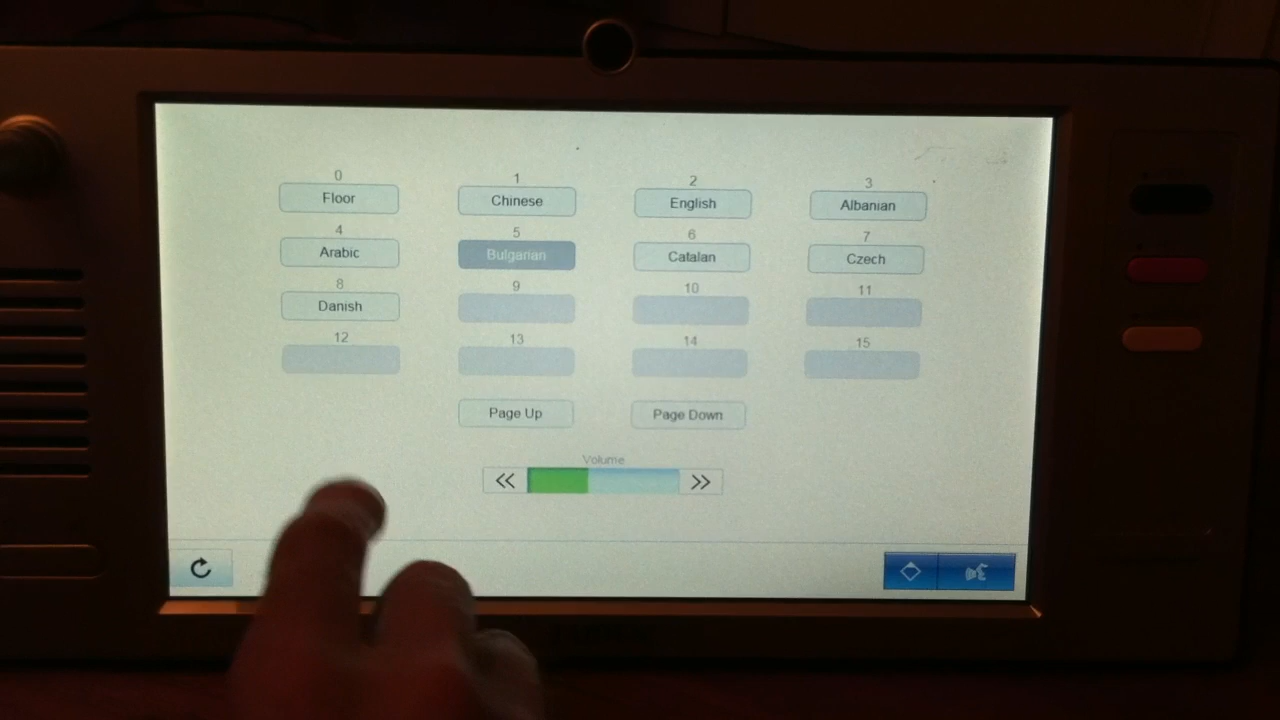 0 1 2 3
Floor Chinese English Albanian
4 5 6 7
Arabic Bulgarian Catalan Czech
8 9 10 11
Danish
12 13 14 15
Page Up Page Down
Volume
<< >>